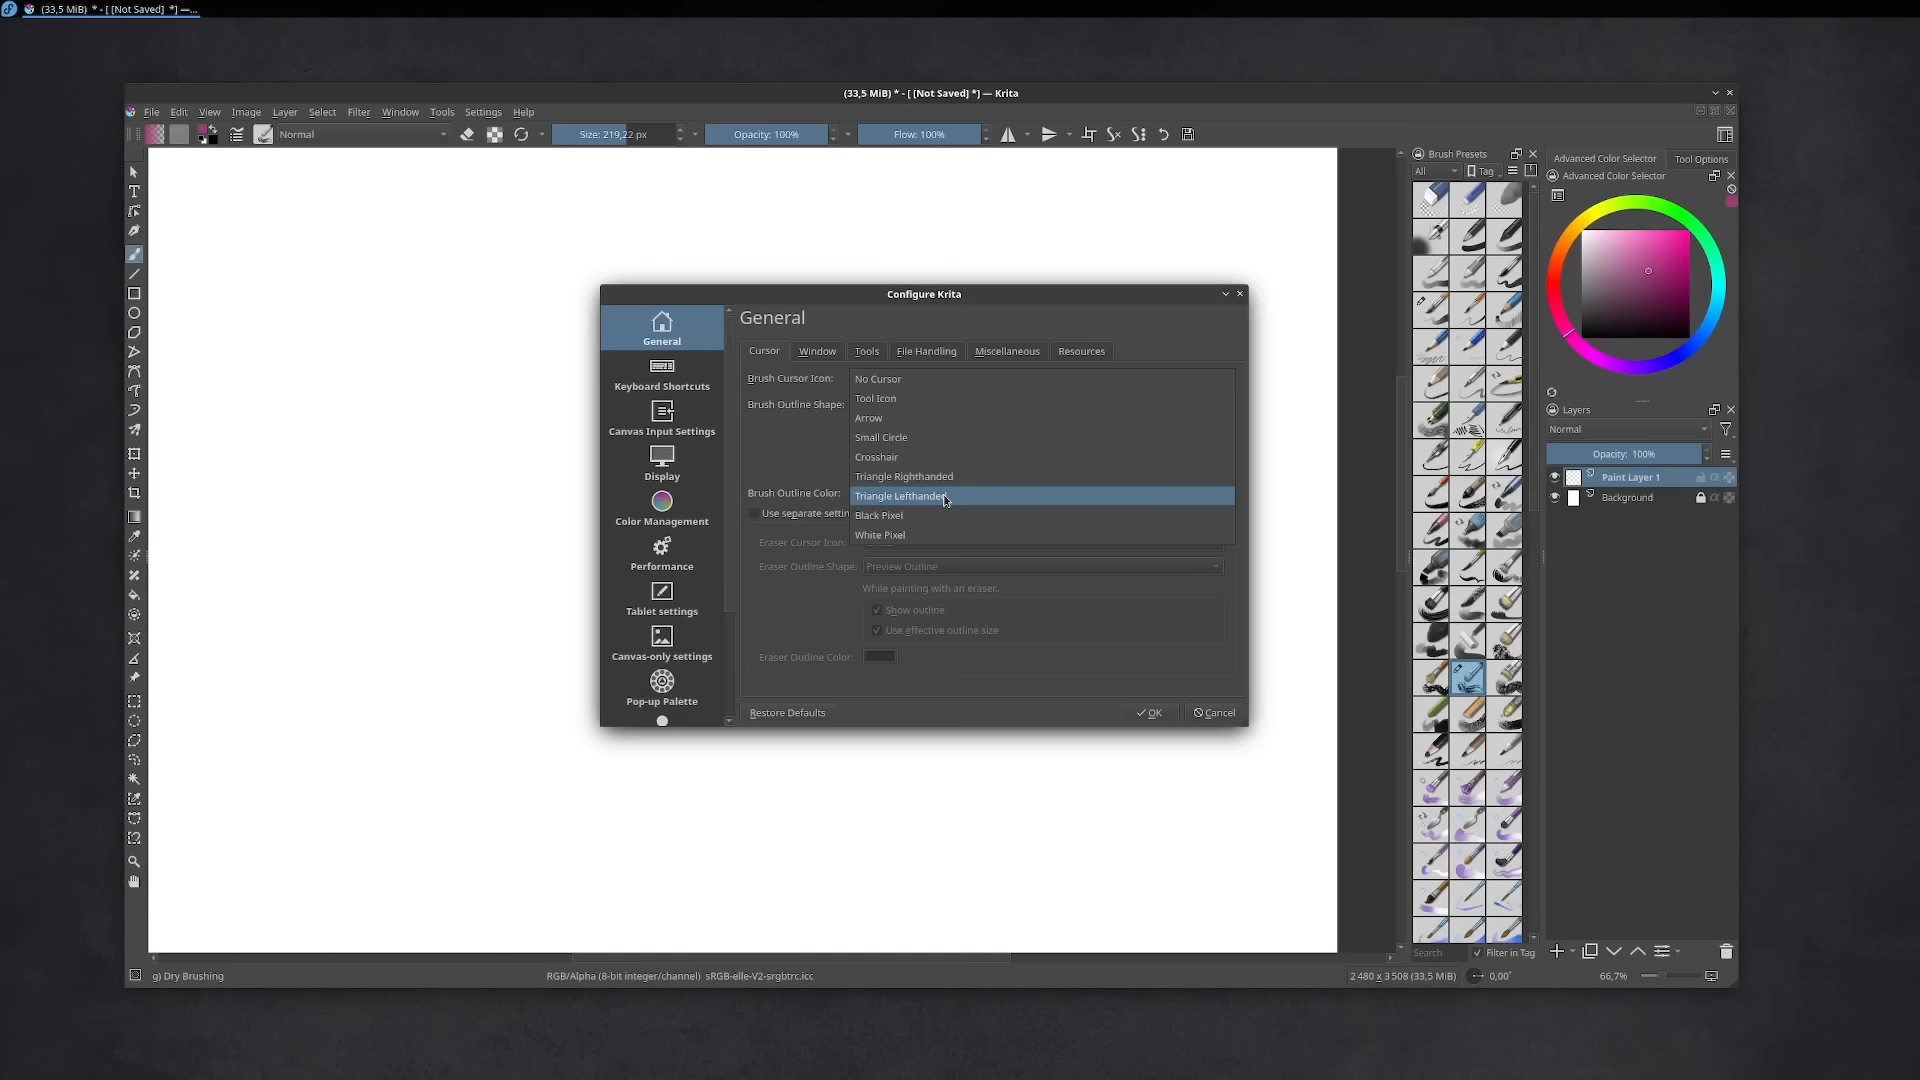 (33,5 MiB) * - [ [Not Saved] *] —...
(33,5 MiB) * - [ [Not Saved] *] — Krita
File Edit View Image Layer Select Filter Window Tools Settings Help
Normal
Size: 219,22 px
Opacity: 100%
Flow: 100%
Brush Presets
All
Tag
Advanced Color Selector
Tool Options
Advanced Color Selector
Configure Krita
General
Keyboard Shortcuts
Canvas Input Settings
Display
Color Management
Performance
Tablet settings
Canvas-only settings
Pop-up Palette
General
Cursor Window Tools File Handling Miscellaneous Resources
Brush Cursor Icon:
Brush Outline Shape:
No Cursor
Tool Icon
Arrow
Small Circle
Crosshair
Triangle Righthanded
Triangle Lefthanded
Black Pixel
White Pixel
Brush Outline Color:
Use separate settin
Eraser Cursor Icon:
Eraser Outline Shape: Preview Outline
While painting with an eraser..
Show outline
Use effective outline size
Eraser Outline Color:
Restore Defaults
OK
Cancel
Layers
Normal
Opacity: 100%
Paint Layer 1
Background
Search
Filter in Tag
g) Dry Brushing
RGB/Alpha (8-bit integer/channel) sRGB-elle-V2-srgbtrc.icc
2 480 x 3 508 (33,5 MiB)
0,00°
66,7%